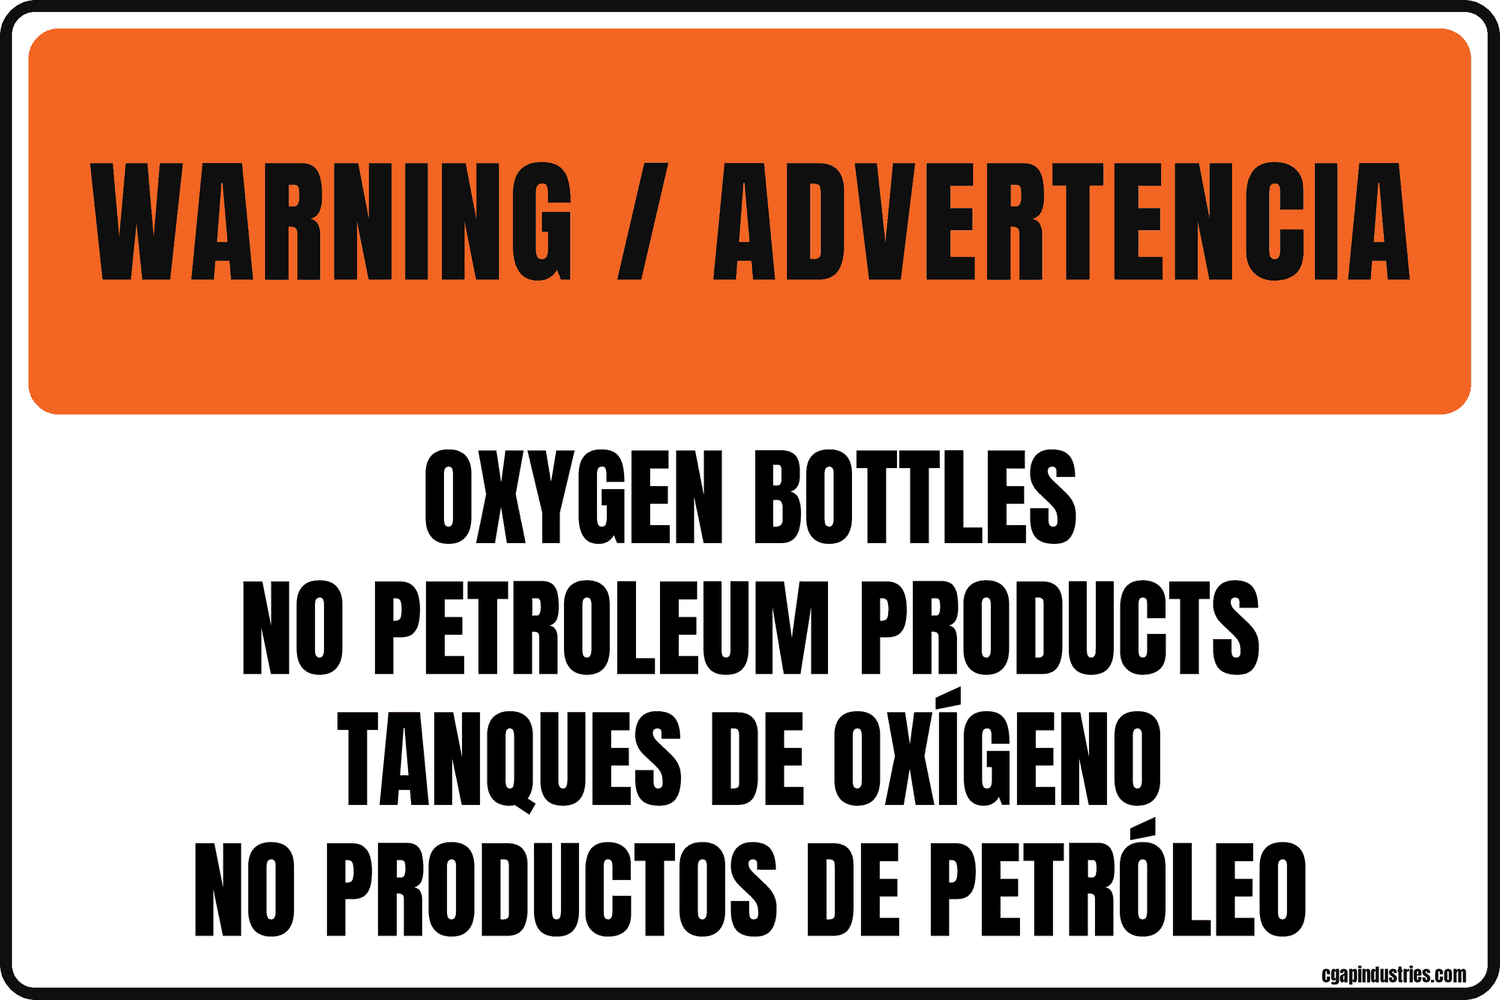 WARNING / ADVERTENCIA
OXYGEN BOTTLES
NO PETROLEUM PRODUCTS
TANQUES DE OXÍGENO
NO PRODUCTOS DE PETRÓLEO
cgapindustries.com